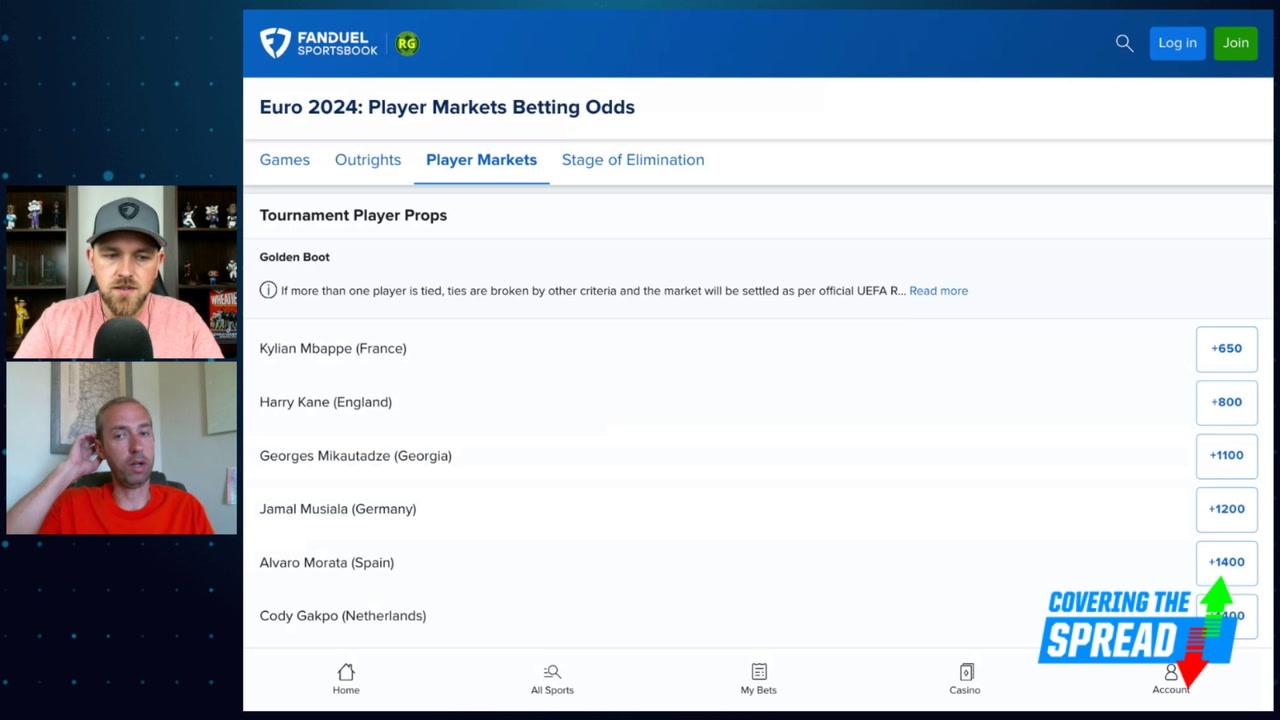 FANDUEL
SPORTSBOOK
RG
Log in
Join
Euro 2024: Player Markets Betting Odds
Games Outrights Player Markets Stage of Elimination
Tournament Player Props
Golden Boot
If more than one player is tied, ties are broken by other criteria and the market will be settled as per official UEFA R... Read more
Kylian Mbappe (France) +650
Harry Kane (England) +800
Georges Mikautadze (Georgia) +1100
Jamal Musiala (Germany) +1200
Alvaro Morata (Spain) +1400
Cody Gakpo (Netherlands)
COVERING THE
SPREAD
Home All Sports My Bets Casino Account
WHEATIES